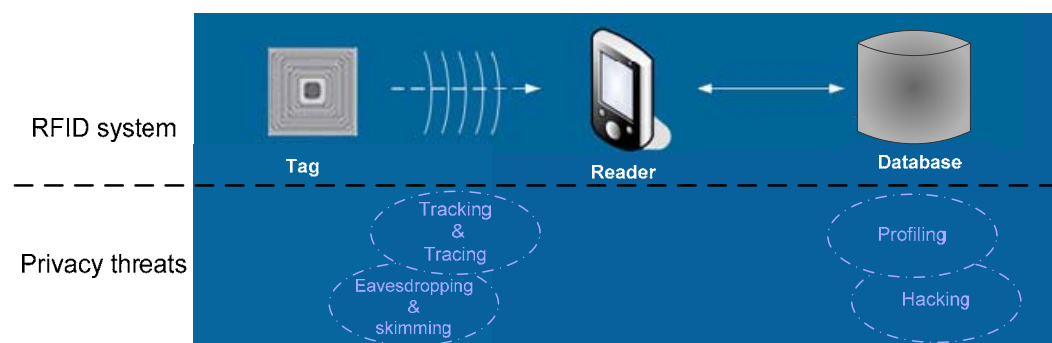 RFID system
Tag
Reader
Database
Privacy threats
Tracking
&
Tracing
Eavesdropping
&
skimming
Profiling
Hacking